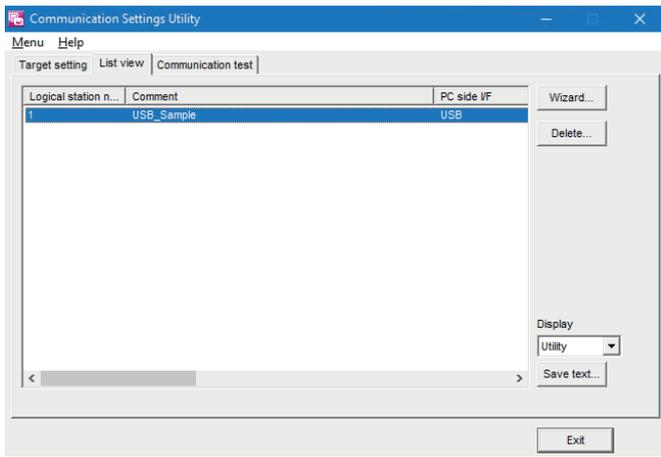 Communication Settings Utility
Menu Help
Target setting List view Communication test
Logical station n... Comment PC side I/F
1 USB_Sample USB
Wizard...
Delete...
Display
Utility
Save text...
Exit